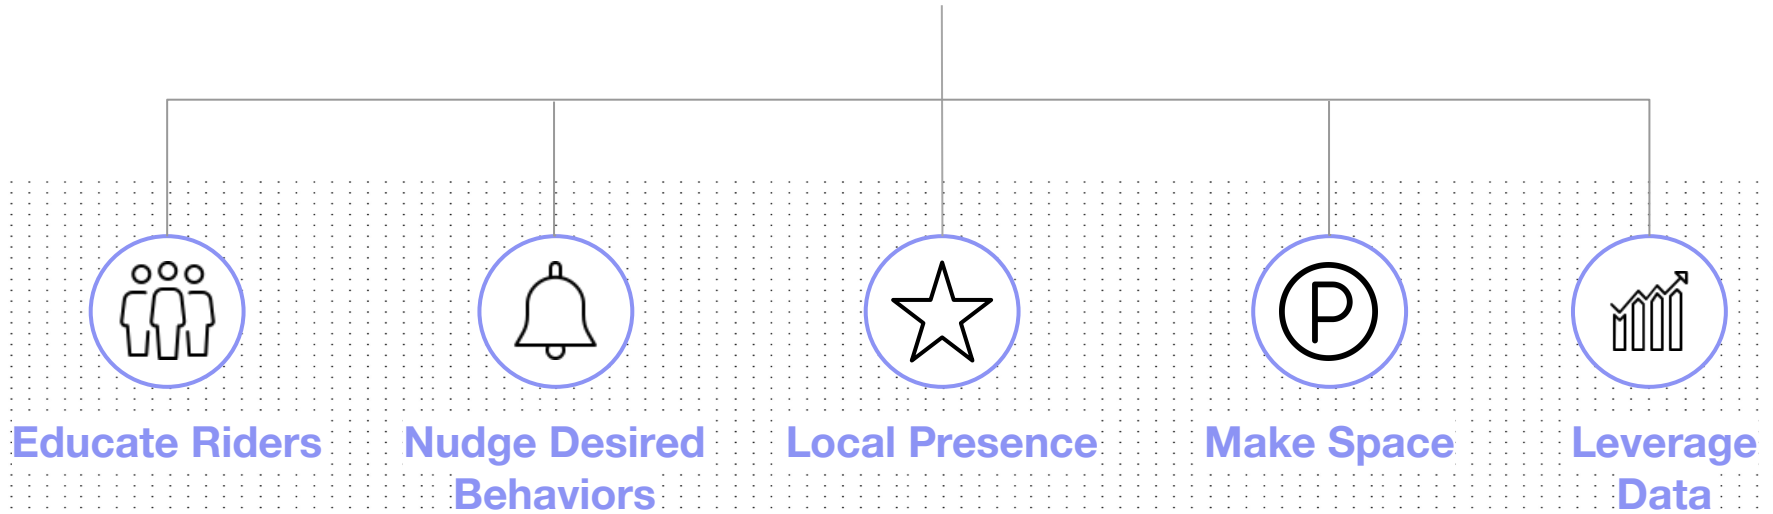 P
Educate Riders
Nudge Desired
Behaviors
Local Presence
Make Space
Leverage
Data